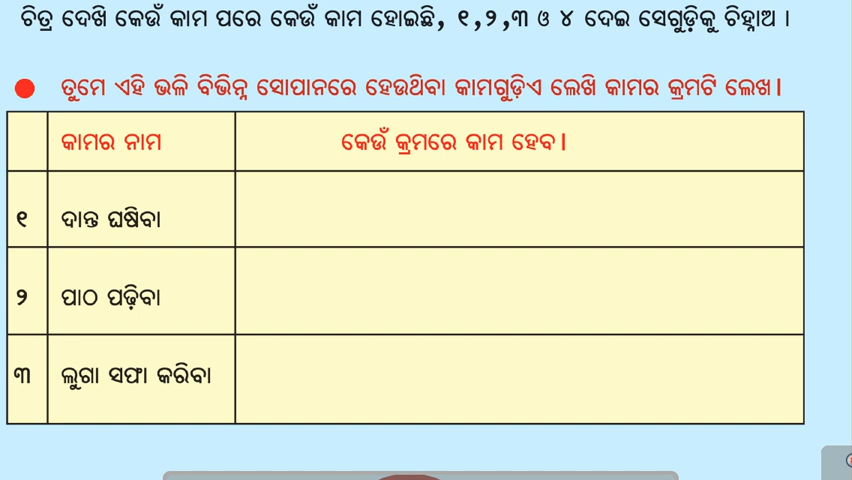 ଚିତ୍ର ଦେଖି କେଉଁ କାମ ପରେ କେଉଁ କାମ ହୋଇଛି, ୧,୨,୩ ଓ ୪ ଦେଇ ସେଗୁଡ଼ିକୁ ଚିହ୍ନାଅ ।
ତୁମେ ଏହି ଭଳି ବିଭିନ୍ନ ସୋପାନରେ ହେଉଥିବା କାମଗୁଡ଼ିଏ ଲେଖି କାମର କ୍ରମଟି ଲେଖ।
କାମର ନାମ କେଉଁ କ୍ରମରେ କାମ ହେବ।
୧ ଦାନ୍ତ ଘଷିବା
୨ ପାଠ ପଢ଼ିବା
୩ ଲୁଗା ସଫା କରିବା